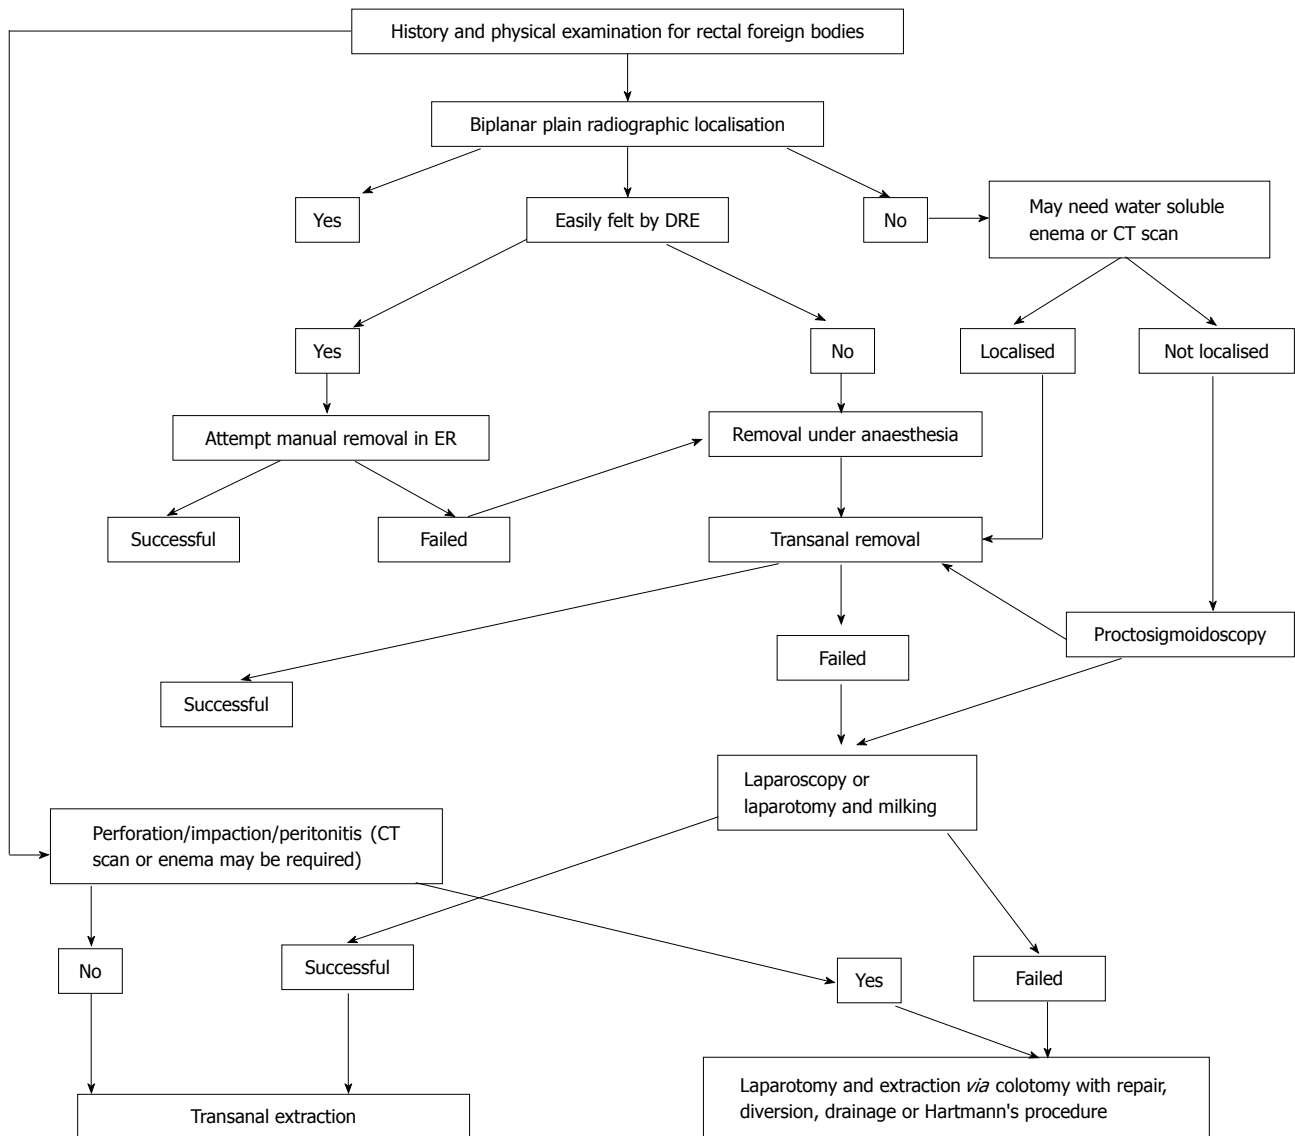 History and physical examination for rectal foreign bodies
Biplanar plain radiographic localisation
Yes
Easily felt by DRE
No
May need water soluble
enema or CT scan
Yes
No
Localised
Not localised
Attempt manual removal in ER
Removal under anaesthesia
Successful
Failed
Transanal removal
Proctosigmoidoscopy
Failed
Successful
Laparoscopy or
laparotomy and milking
Perforation/impaction/peritonitis (CT
scan or enema may be required)
No
Successful
Yes
Failed
Laparotomy and extraction via colotomy with repair,
diversion, drainage or Hartmann's procedure
Transanal extraction